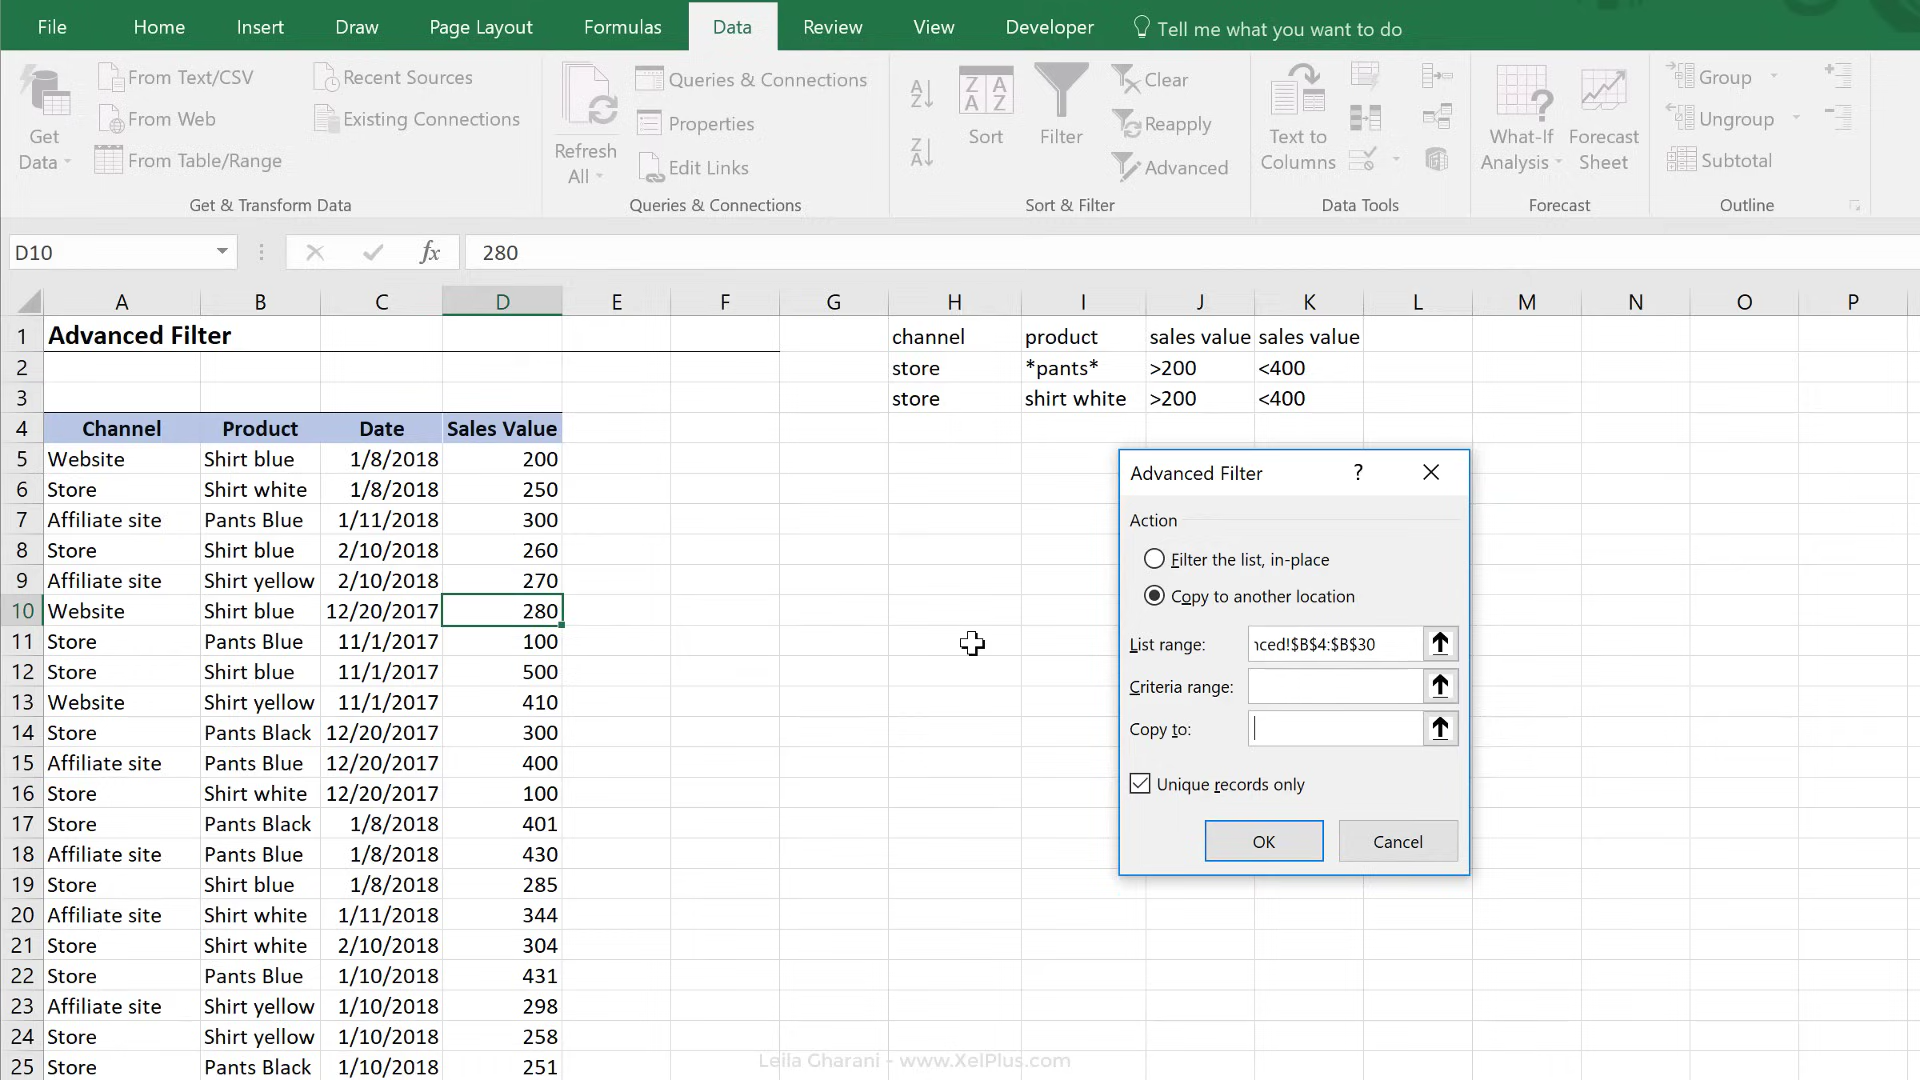 File Home Insert Draw Page Layout Formulas Data Review View Developer Tell me what you want to do
Get Data
From Text/CSV
From Web
From Table/Range
Recent Sources
Existing Connections
Get & Transform Data
Refresh All
Queries & Connections
Properties
Edit Links
Queries & Connections
Sort
Filter
Clear
Reapply
Advanced
Sort & Filter
Text to Columns
Data Tools
What-If Analysis
Forecast Sheet
Forecast
Group
Ungroup
Subtotal
Outline
D10 fx 280
A B C D E F G H I J K L M N O P
1 Advanced Filter channel product sales value sales value
2 store *pants* >200 <400
3 store shirt white >200 <400
4 Channel Product Date Sales Value
5 Website Shirt blue 1/8/2018 200
6 Store Shirt white 1/8/2018 250
7 Affiliate site Pants Blue 1/11/2018 300
8 Store Shirt blue 2/10/2018 260
9 Affiliate site Shirt yellow 2/10/2018 270
10 Website Shirt blue 12/20/2017 280
11 Store Pants Blue 11/1/2017 100
12 Store Shirt blue 11/1/2017 500
13 Website Shirt yellow 11/1/2017 410
14 Store Pants Black 12/20/2017 300
15 Affiliate site Pants Blue 12/20/2017 400
16 Store Shirt white 12/20/2017 100
17 Store Pants Black 1/8/2018 401
18 Affiliate site Pants Blue 1/8/2018 430
19 Store Shirt blue 1/8/2018 285
20 Affiliate site Shirt white 1/11/2018 344
21 Store Shirt white 2/10/2018 304
22 Store Pants Blue 1/10/2018 431
23 Affiliate site Shirt yellow 1/10/2018 298
24 Store Shirt yellow 1/10/2018 258
25 Store Pants Black 1/10/2018 251
Advanced Filter ?
Action
Filter the list, in-place
Copy to another location
List range: nced!$B$4:$B$30
Criteria range:
Copy to:
Unique records only
OK Cancel
Leila Gharani - www.XelPlus.com